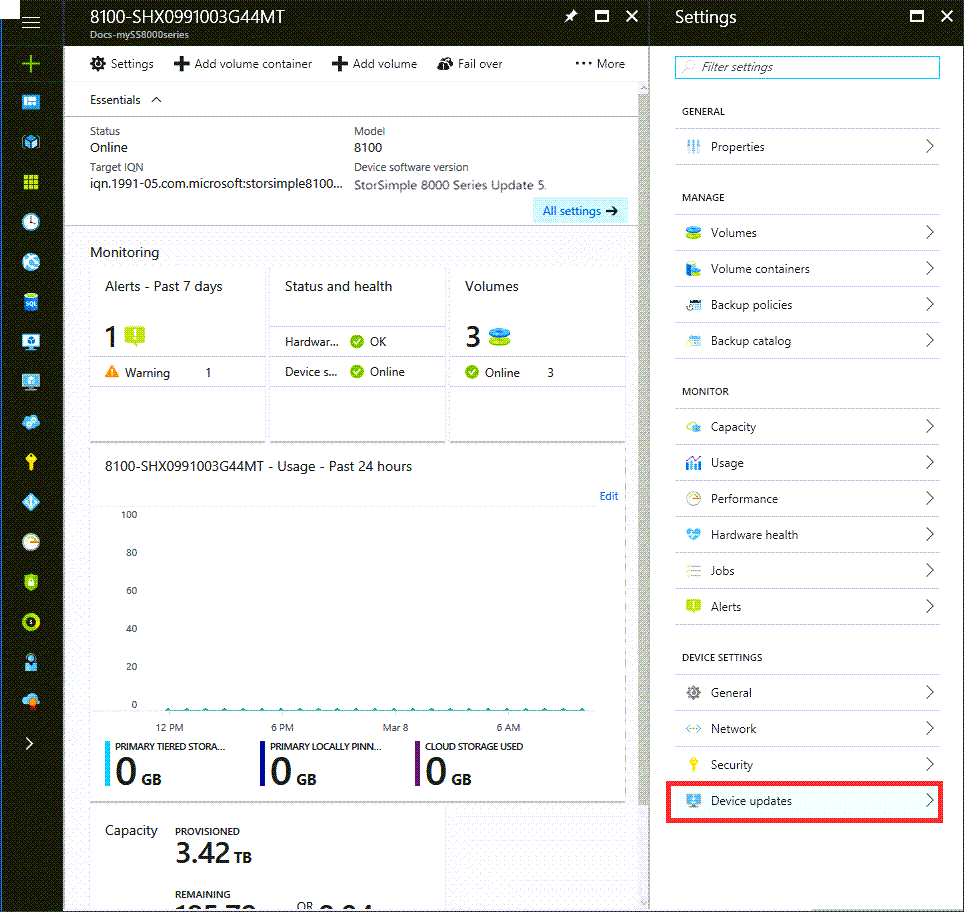 8100-SHX0991003G44MT
Docs-mySS8000series
Settings
Add volume container
Add volume
Fail over
More
Essentials
Status
Online
Model
8100
Target IQN
iqn.1991-05.com.microsoft:storsimple8100...
Device software version
StorSimple 8000 Series Update 5.
All settings
Monitoring
Alerts - Past 7 days
1
Warning 1
Status and health
Hardwar... OK
Device s... Online
Volumes
3
Online 3
8100-SHX0991003G44MT - Usage - Past 24 hours
Edit
100
80
60
40
20
0
12 PM 6 PM Mar 8 6 AM
PRIMARY TIERED STORA...
0 GB
PRIMARY LOCALLY PINN...
0 GB
CLOUD STORAGE USED
0 GB
Capacity
PROVISIONED
3.42 TB
REMAINING
OR
Settings
Filter settings
GENERAL
Properties
MANAGE
Volumes
Volume containers
Backup policies
Backup catalog
MONITOR
Capacity
Usage
Performance
Hardware health
Jobs
Alerts
DEVICE SETTINGS
General
Network
Security
Device updates